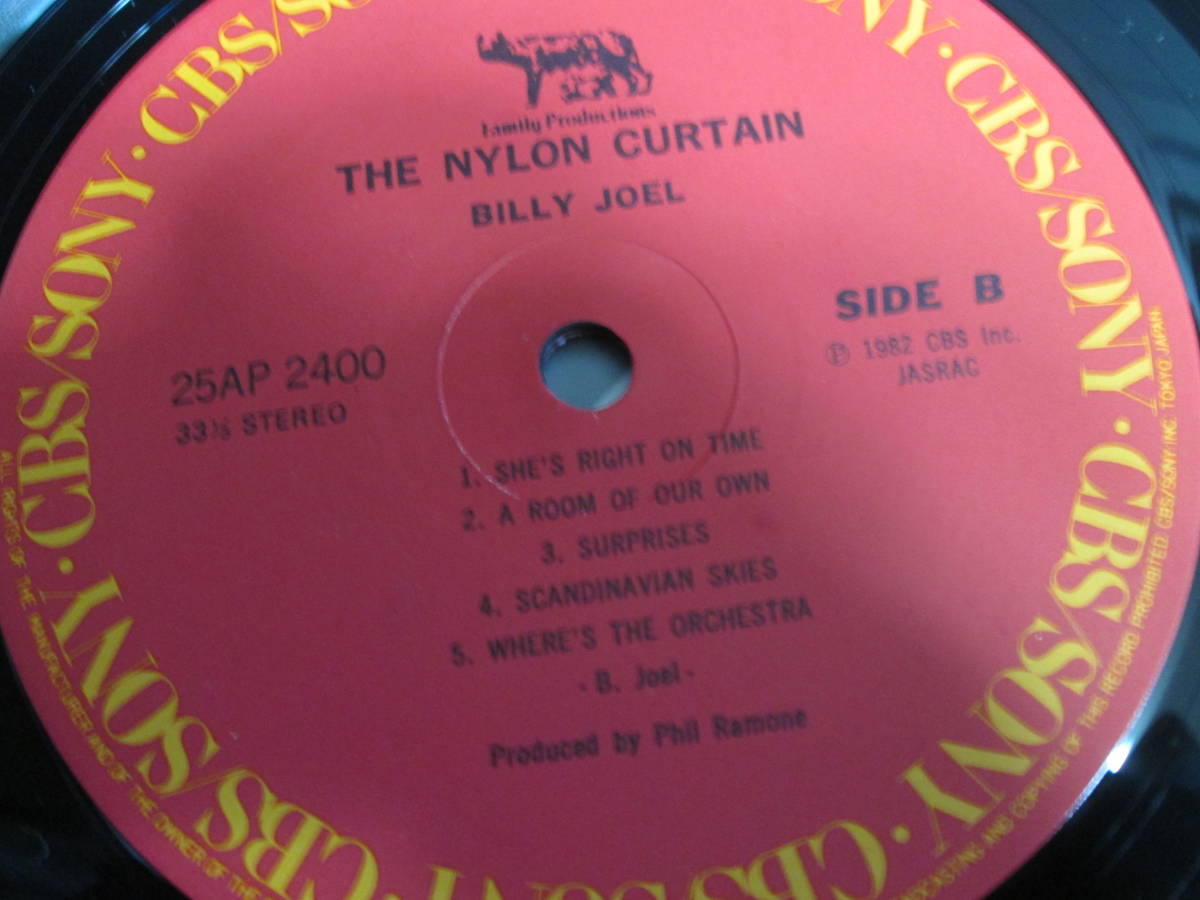 Family Productions
THE NYLON CURTAIN
BILLY JOEL
SIDE B
℗ 1982 CBS Inc.
JASRAC
25AP 2400
33⅓ STEREO
1. SHE'S RIGHT ON TIME
2. A ROOM OF OUR OWN
3. SURPRISES
4. SCANDINAVIAN SKIES
5. WHERE'S THE ORCHESTRA
- B. Joel -
Produced by Phil Ramone
CBS/SONY · CBS/SONY · CBS/SONY · CBS/SONY · CBS/SONY · CBS/SONY · CBS/SONY · CBS/SONY
ALL RIGHTS OF THE MANUFACTURER AND OF THE OWNER OF THE
BROADCASTING AND COPYING OF THIS RECORD PROHIBITED. CBS/SONY INC. TOKYO JAPAN